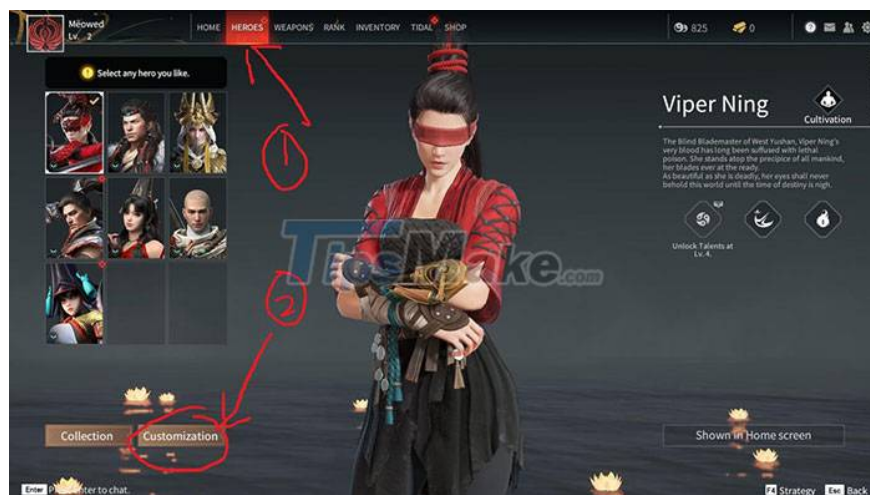 Meowed
Lv. 2
HOME HEROES WEAPONS RANK INVENTORY TIDAL SHOP
825
0
Select any hero you like.
1
Viper Ning
Cultivation
The Blind Blademaster of West Yushan, Viper Ning's
very blood has long been suffused with lethal
poison. She stands atop the precipice of all mankind,
her blades ever at the ready.
As beautiful as she is deadly, her eyes shall never
behold this world until the time of destiny is nigh.
Unlock Talents at
Lv. 4.
TipsMake.com
2
Collection
Customization
Shown in Home screen
Enter Press Enter to chat.
F4 Strategy Esc Back